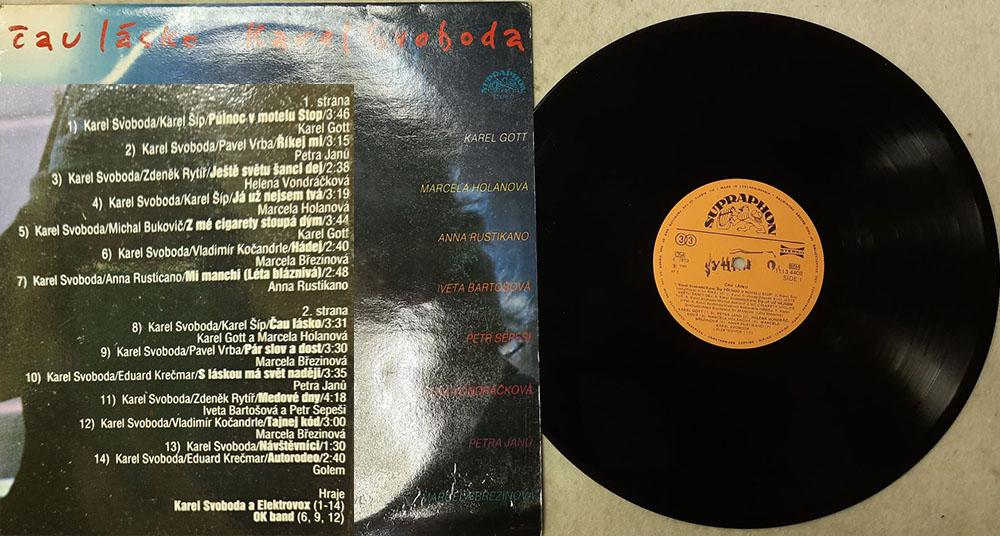 čau lásko Karel Svoboda
SUPRAPHON
STEREO
1. strana
1) Karel Svoboda/Karel Šíp/Půlnoc v motelu Stop/3:46
Karel Gott
2) Karel Svoboda/Pavel Vrba/Říkej mi/3:15
Petra Janů
3) Karel Svoboda/Zdeněk Rytíř/Ještě světu šanci dej/2:38
Helena Vondráčková
4) Karel Svoboda/Karel Šíp/Já už nejsem tvá/3:19
Marcela Holanová
5) Karel Svoboda/Michal Bukovič/Z mé cigarety stoupá dým/3:44
Karel Gott
6) Karel Svoboda/Vladimír Kočandrle/Hádej/2:40
Marcela Březinová
7) Karel Svoboda/Anna Rusticano/Mi manchi (Léta bláznivá)/2:48
Anna Rustikano
2. strana
8) Karel Svoboda/Karel Šíp/Čau lásko/3:31
Karel Gott a Marcela Holanová
9) Karel Svoboda/Pavel Vrba/Pár slov a dost/3:30
Marcela Březinová
10) Karel Svoboda/Eduard Krečmar/S láskou má svět naději/3:35
Petra Janů
11) Karel Svoboda/Zdeněk Rytíř/Medové dny/4:18
Iveta Bartošová a Petr Sepeši
12) Karel Svoboda/Vladimír Kočandrle/Tajnej kód/3:00
Marcela Březinová
13) Karel Svoboda/Návštěvníci/1:30
14) Karel Svoboda/Eduard Krečmar/Autorodeo/2:40
Golem
Hraje
Karel Svoboda a Elektrovox (1-14)
OK band (6, 9, 12)
KAREL GOTT
MARCELA HOLANOVÁ
ANNA RUSTIKANO
IVETA BARTOŠOVÁ
PETR SEPEŠI
VONDRÁČKOVÁ
PETRA JANŮ
MARCELA BŘEZINOVÁ
SUPRAPHON
33
STEREO
1113 4408
SIDE 1
ČAU LÁSKO